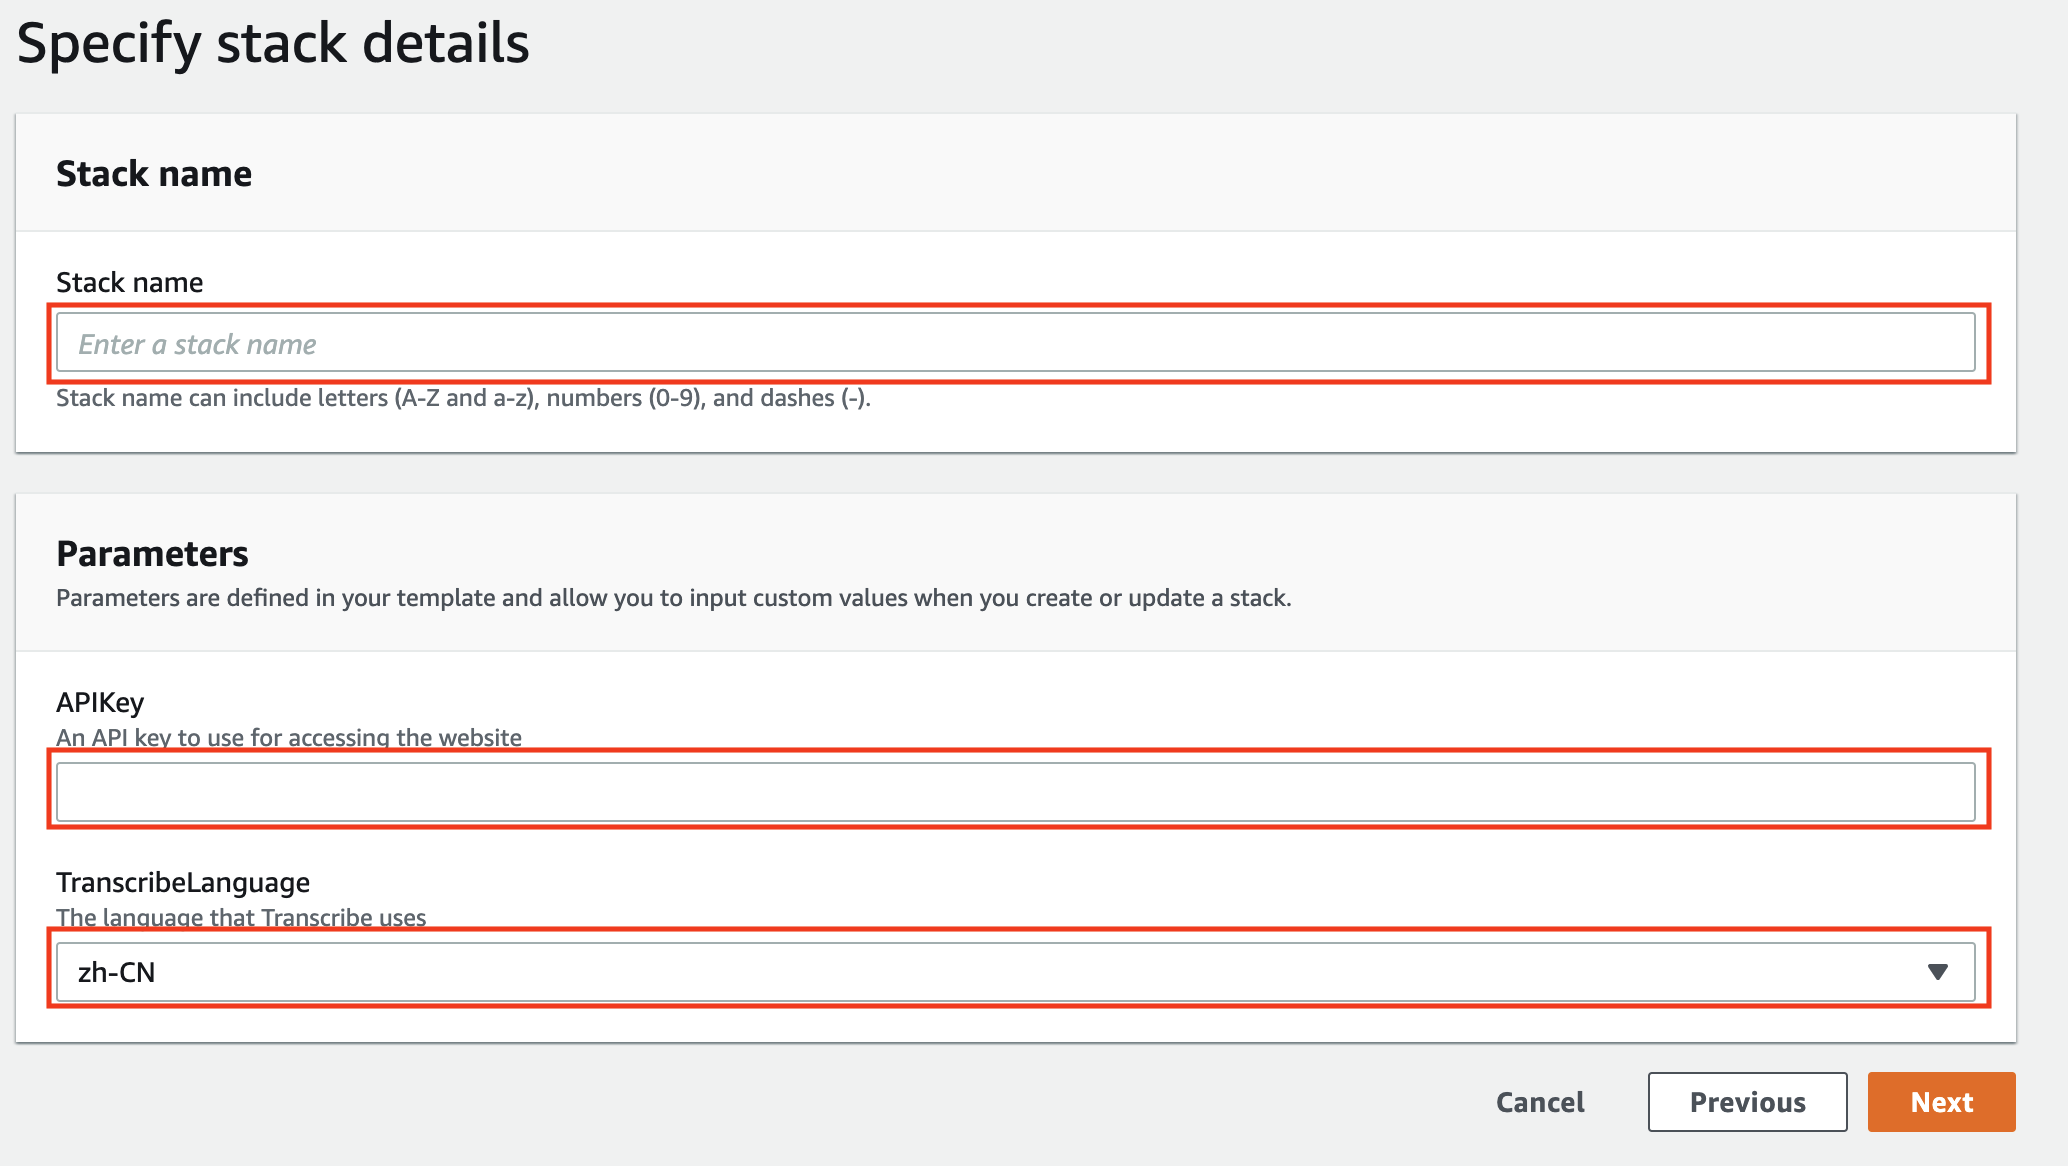 Specify stack details
Stack name
Stack name
Enter a stack name
Stack name can include letters (A-Z and a-z), numbers (0-9), and dashes (-).
Parameters
Parameters are defined in your template and allow you to input custom values when you create or update a stack.
APIKey
An API key to use for accessing the website
TranscribeLanguage
The language that Transcribe uses
zh-CN
Cancel Previous Next